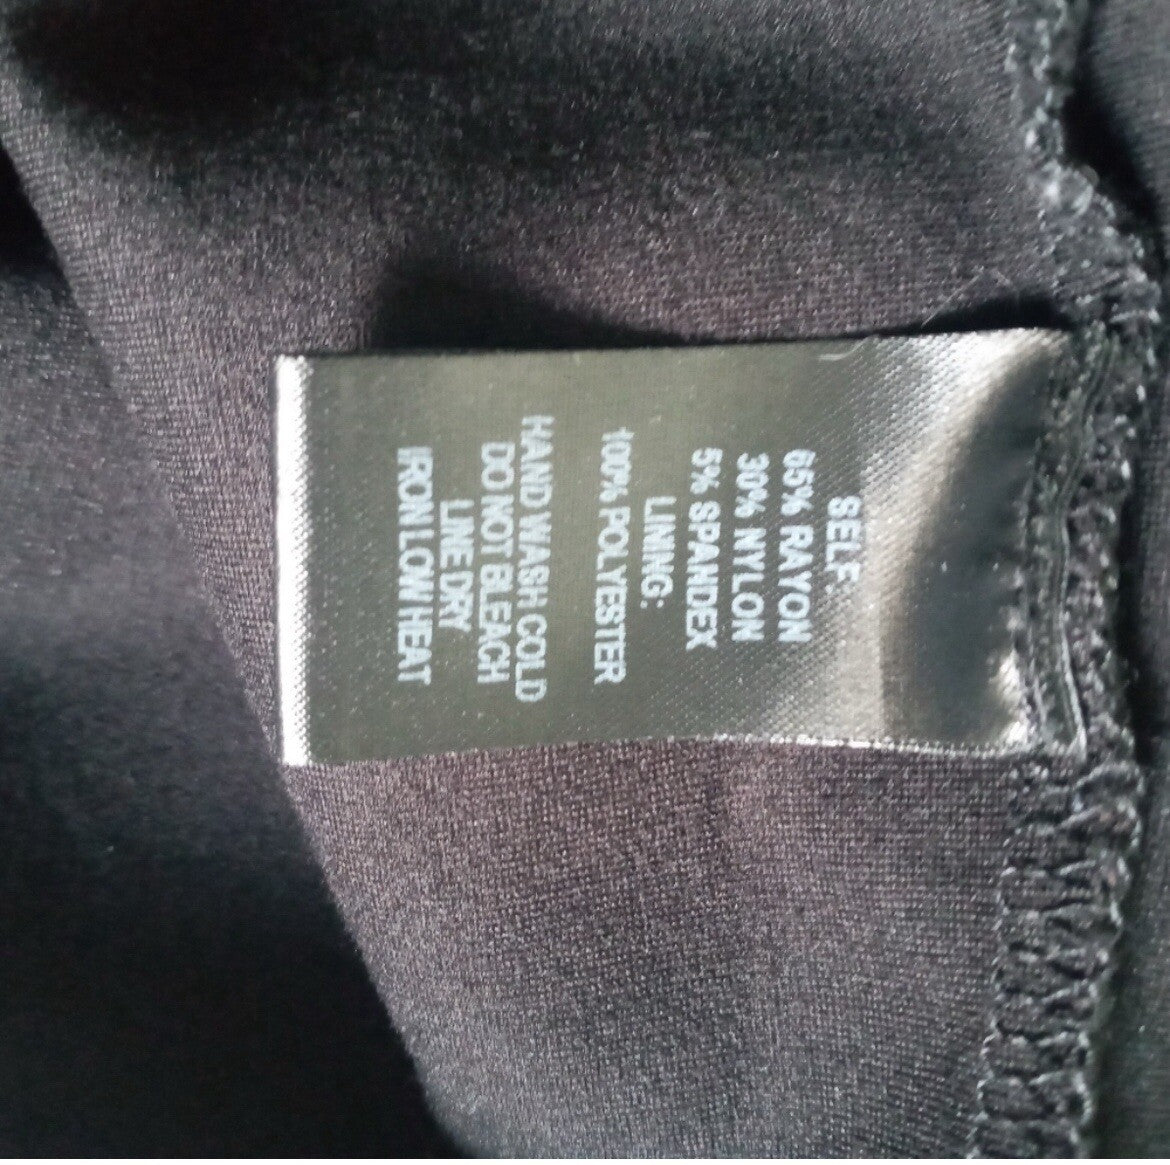 SELF:
65% RAYON
30% NYLON
5% SPANDEX
LINING:
100% POLYESTER
HAND WASH COLD
DO NOT BLEACH
LINE DRY
IRON LOW HEAT